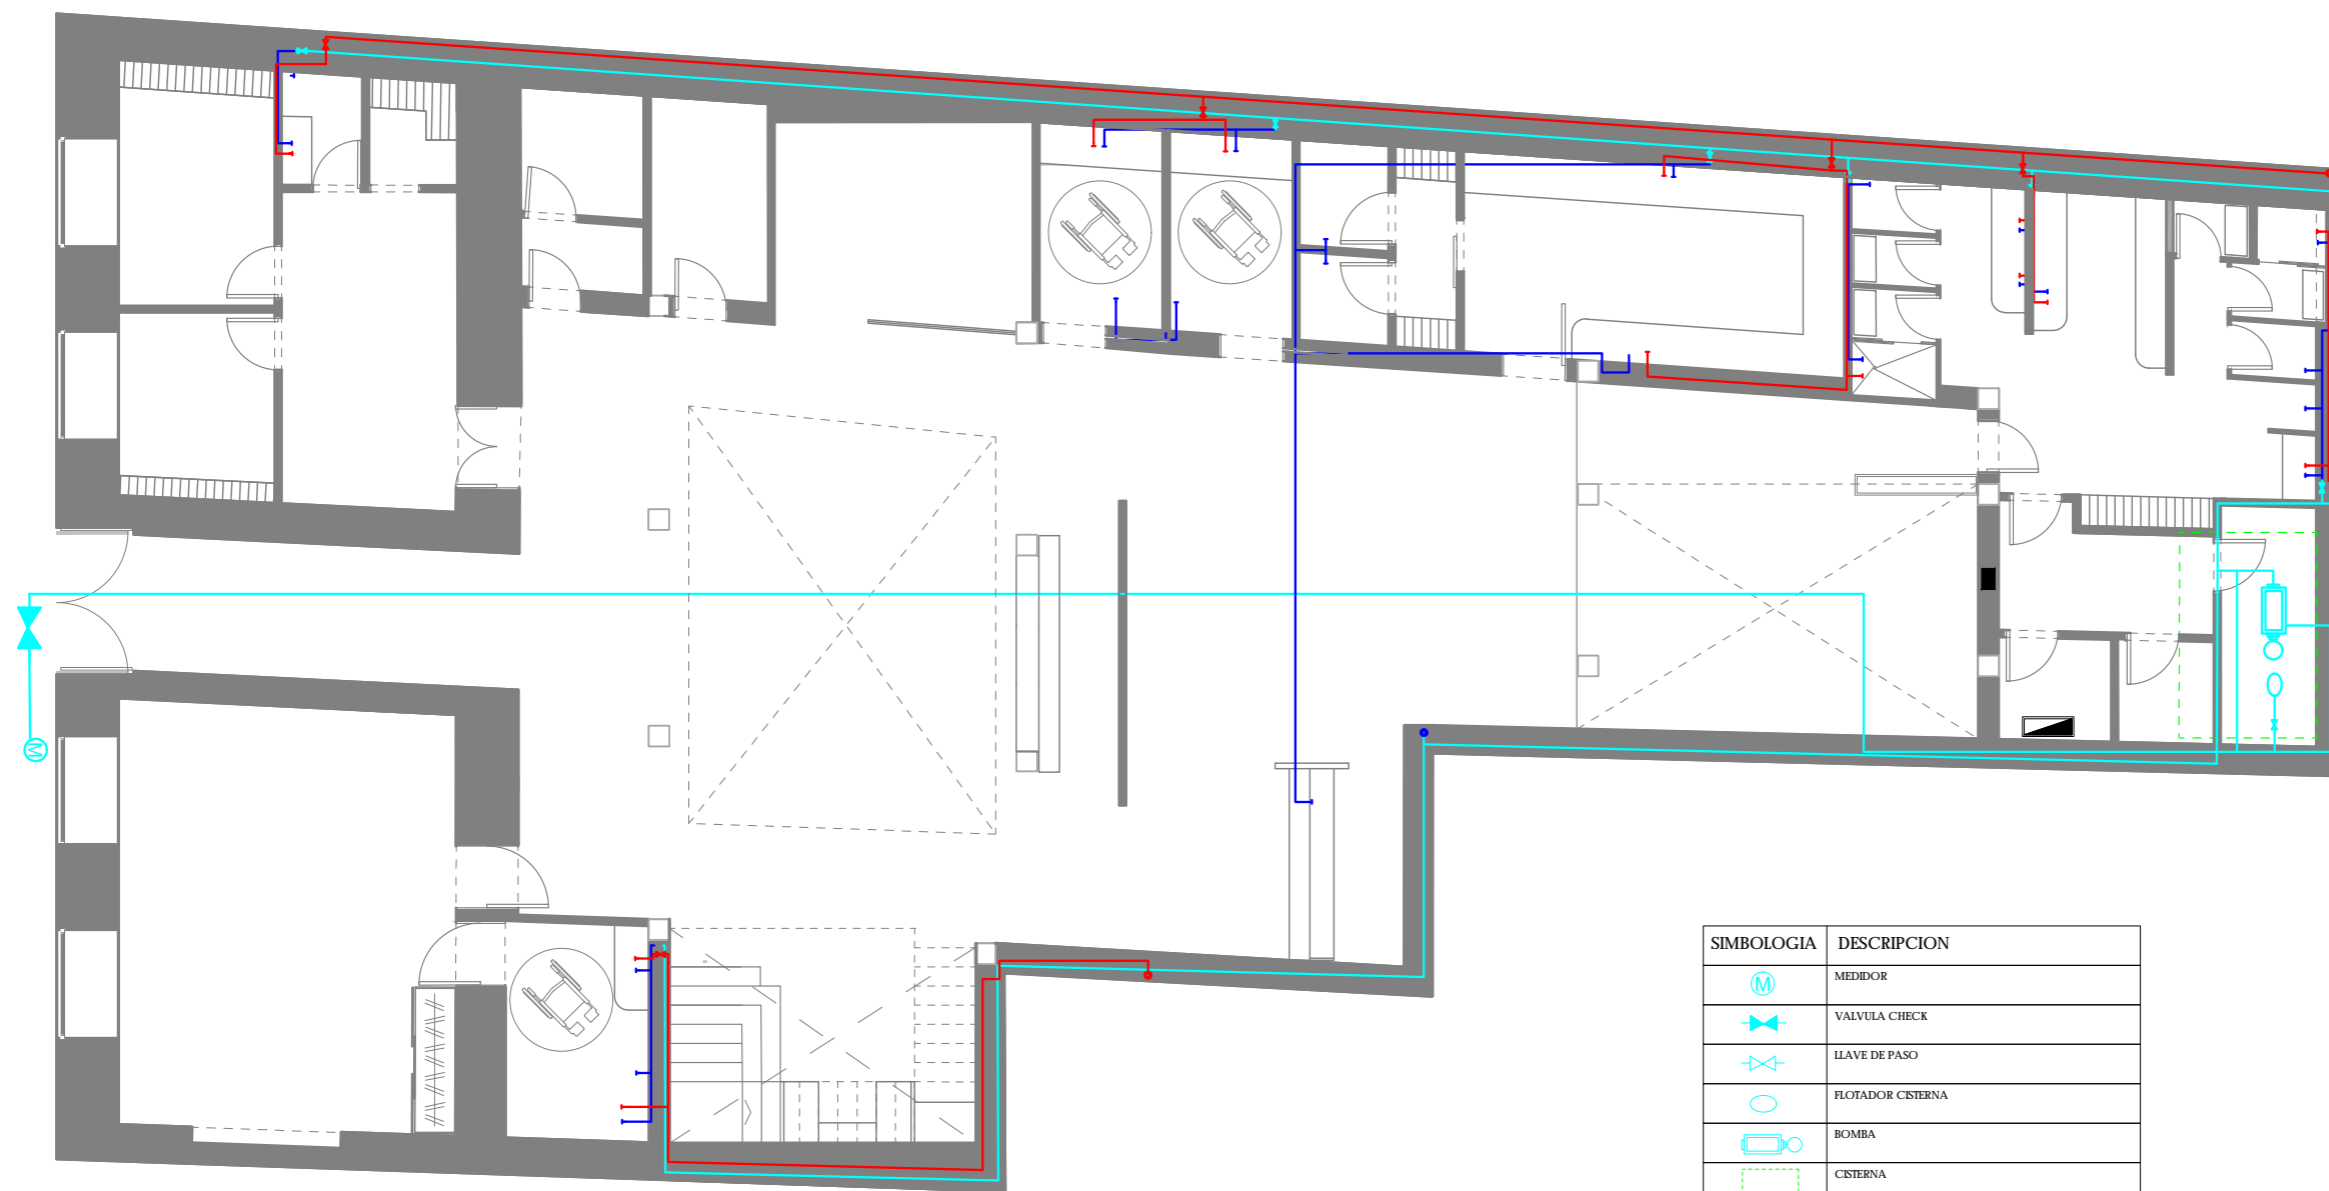 M
SIMBOLOGIA DESCRIPCION
M MEDIDOR
VALVULA CHECK
LLAVE DE PASO
FLOTADOR CISTERNA
BOMBA
CISTERNA